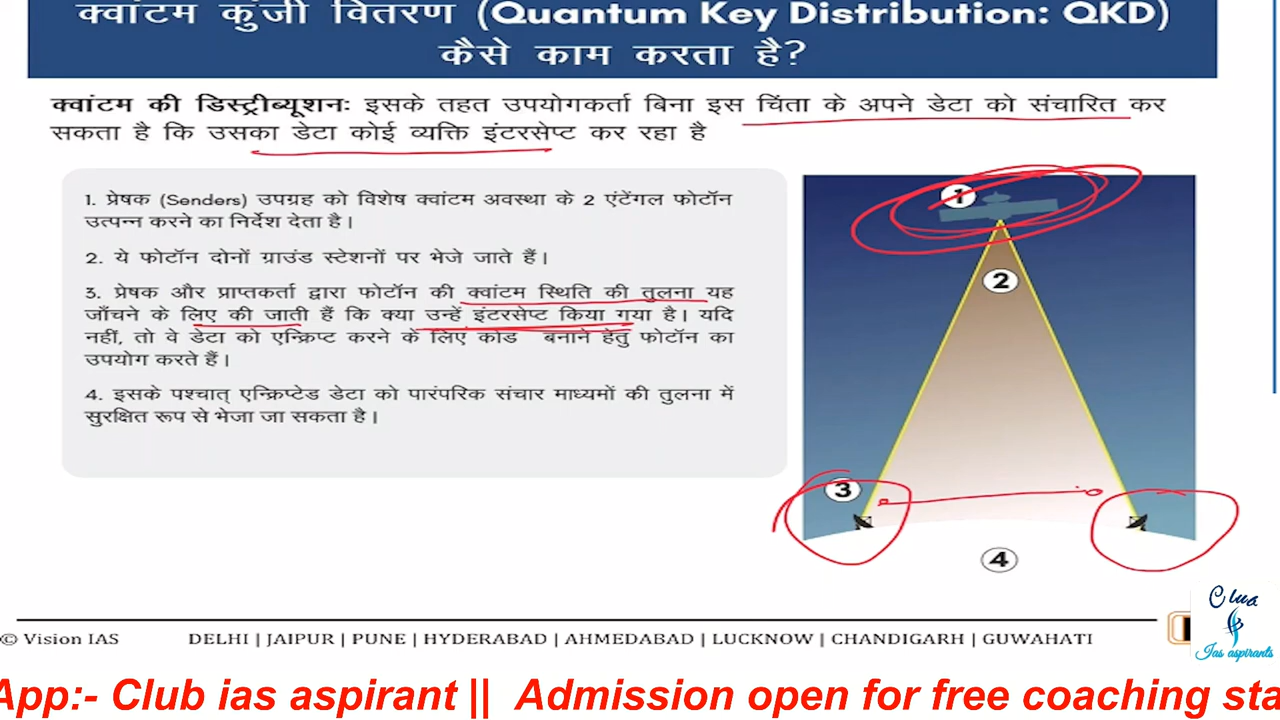 क्वांटम कुंजी वितरण (Quantum Key Distribution: QKD)
कैसे काम करता है?
क्वांटम की डिस्ट्रीब्यूशनः इसके तहत उपयोगकर्ता बिना इस चिंता के अपने डेटा को संचारित कर
सकता है कि उसका डेटा कोई व्यक्ति इंटरसेप्ट कर रहा है
1. प्रेषक (Senders) उपग्रह को विशेष क्वांटम अवस्था के 2 एंटेंगल फोटॉन
उत्पन्न करने का निर्देश देता है।
2. ये फोटॉन दोनों ग्राउंड स्टेशनों पर भेजे जाते हैं।
3. प्रेषक और प्राप्तकर्ता द्वारा फोटॉन की क्वांटम स्थिति की तुलना यह
जाँचने के लिए की जाती हैं कि क्या उन्हें इंटरसेप्ट किया गया है। यदि
नहीं, तो वे डेटा को एन्क्रिप्ट करने के लिए कोड बनाने हेतु फोटॉन का
उपयोग करते हैं।
4. इसके पश्चात् एन्क्रिप्टेड डेटा को पारंपरिक संचार माध्यमों की तुलना में
सुरक्षित रूप से भेजा जा सकता है।
1
2
3
4
© Vision IAS
DELHI | JAIPUR | PUNE | HYDERABAD | AHMEDABAD | LUCKNOW | CHANDIGARH | GUWAHATI
Club
Ias aspirants
App:- Club ias aspirant || Admission open for free coaching sta